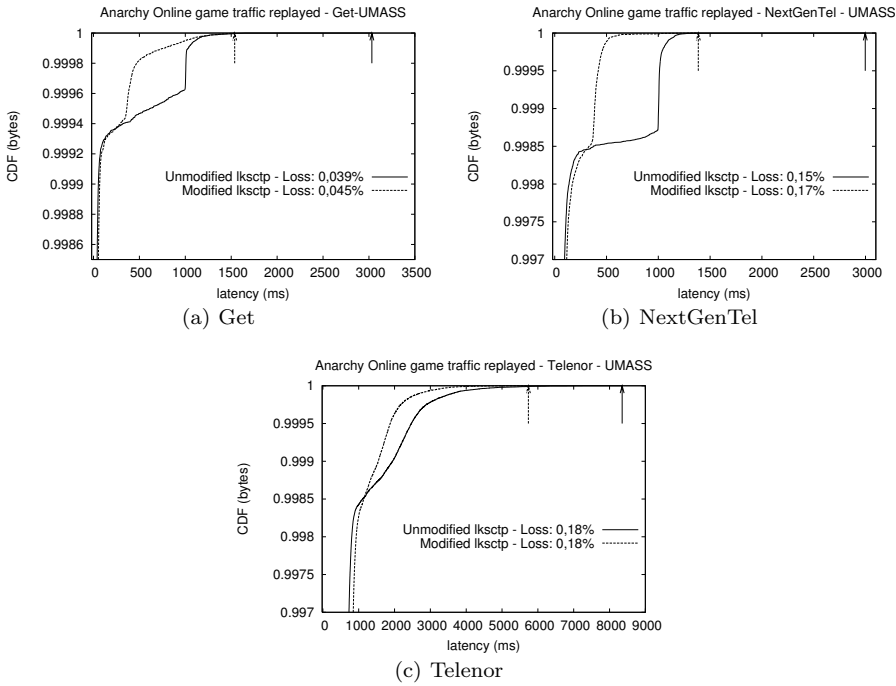 Anarchy Online game traffic replayed - Get-UMASS
1
0.9998
0.9996
0.9994
0.9992
0.999
0.9988
0.9986
CDF (bytes)
Unmodified lksctp - Loss: 0,039%
Modified lksctp - Loss: 0,045%
0 500 1000 1500 2000 2500 3000 3500
latency (ms)
(a) Get
Anarchy Online game traffic replayed - NextGenTel - UMASS
1
0.9995
0.999
0.9985
0.998
0.9975
0.997
CDF (bytes)
Unmodified lksctp - Loss: 0,15%
Modified lksctp - Loss: 0,17%
0 500 1000 1500 2000 2500 3000
latency (ms)
(b) NextGenTel
Anarchy Online game traffic replayed - Telenor - UMASS
1
0.9995
0.999
0.9985
0.998
0.9975
0.997
CDF (bytes)
Unmodified lksctp - Loss: 0,18%
Modified lksctp - Loss: 0,18%
0 1000 2000 3000 4000 5000 6000 7000 8000 9000
latency (ms)
(c) Telenor